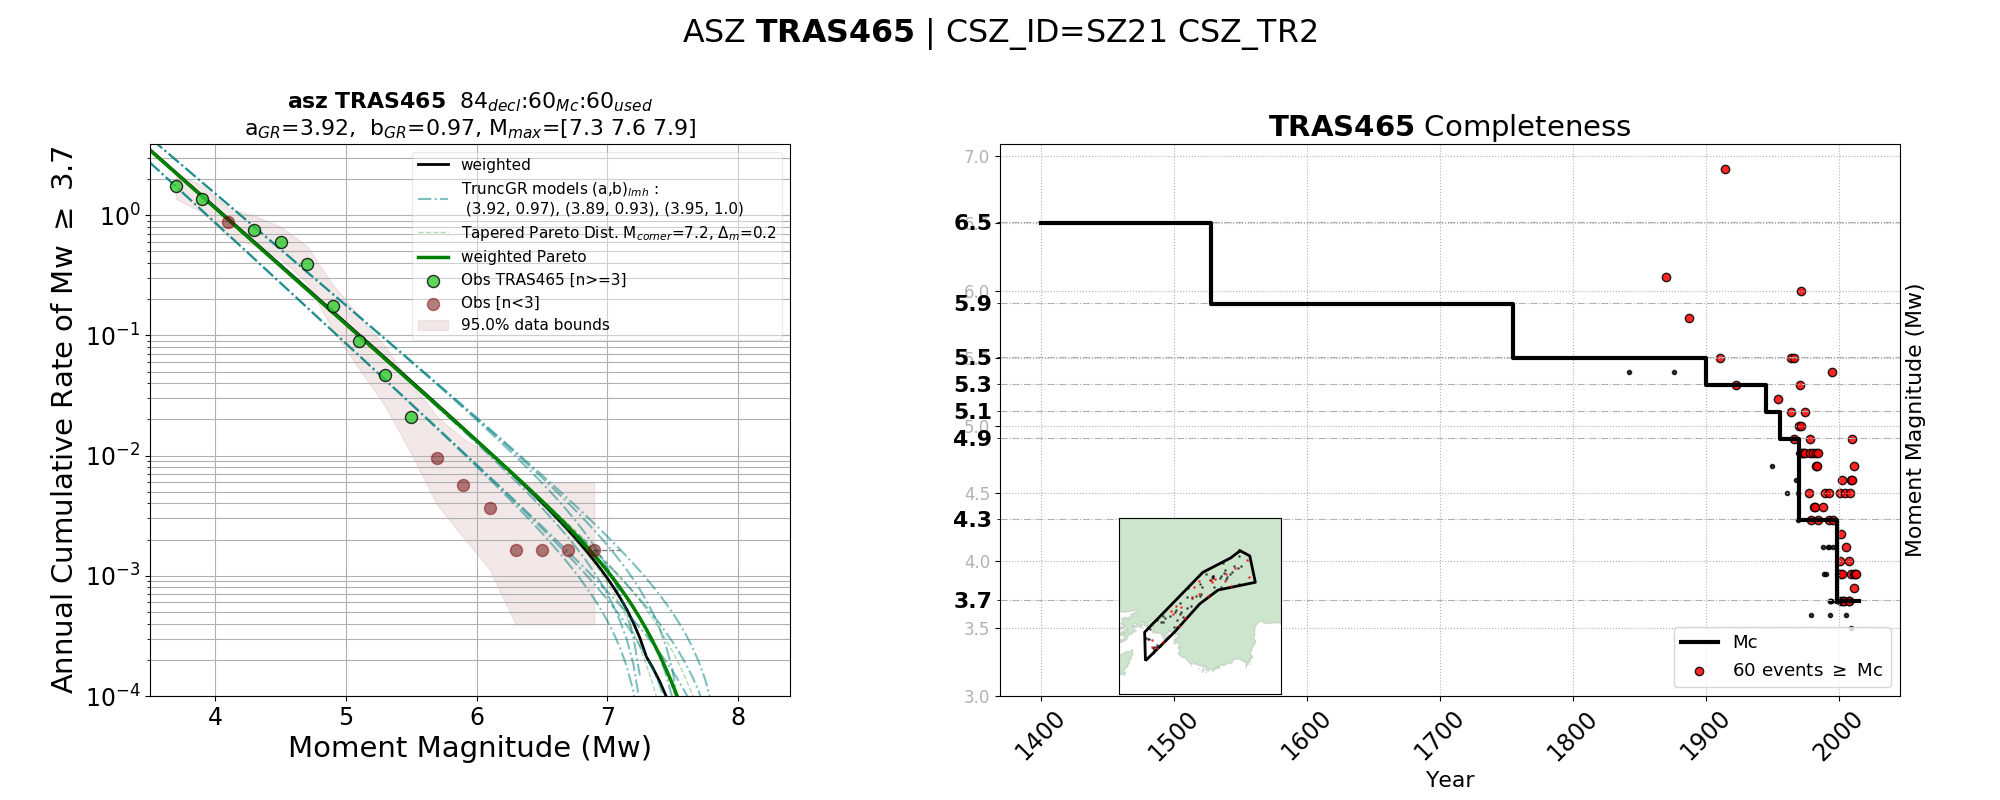 ASZ TRAS465 | CSZ_ID=SZ21 CSZ_TR2
asz TRAS465 84decl:60Mc:60used
aGR=3.92, bGR=0.97, Mmax=[7.3 7.6 7.9]
Annual Cumulative Rate of Mw ≥ 3.7
10^0
10^-1
10^-2
10^-3
10^-4
4 5 6 7 8
Moment Magnitude (Mw)
weighted
TruncGR models (a,b)lmh :
(3.92, 0.97), (3.89, 0.93), (3.95, 1.0)
Tapered Pareto Dist. Mcorner=7.2, Δm=0.2
weighted Pareto
Obs TRAS465 [n>=3]
Obs [n<3]
95.0% data bounds
TRAS465 Completeness
7.0
6.5
6.0
5.9
5.5
5.3
5.1
5.0
4.9
4.5
4.3
4.0
3.7
3.5
3.0
1400 1500 1600 1700 1800 1900 2000
Year
Moment Magnitude (Mw)
Mc
60 events ≥ Mc